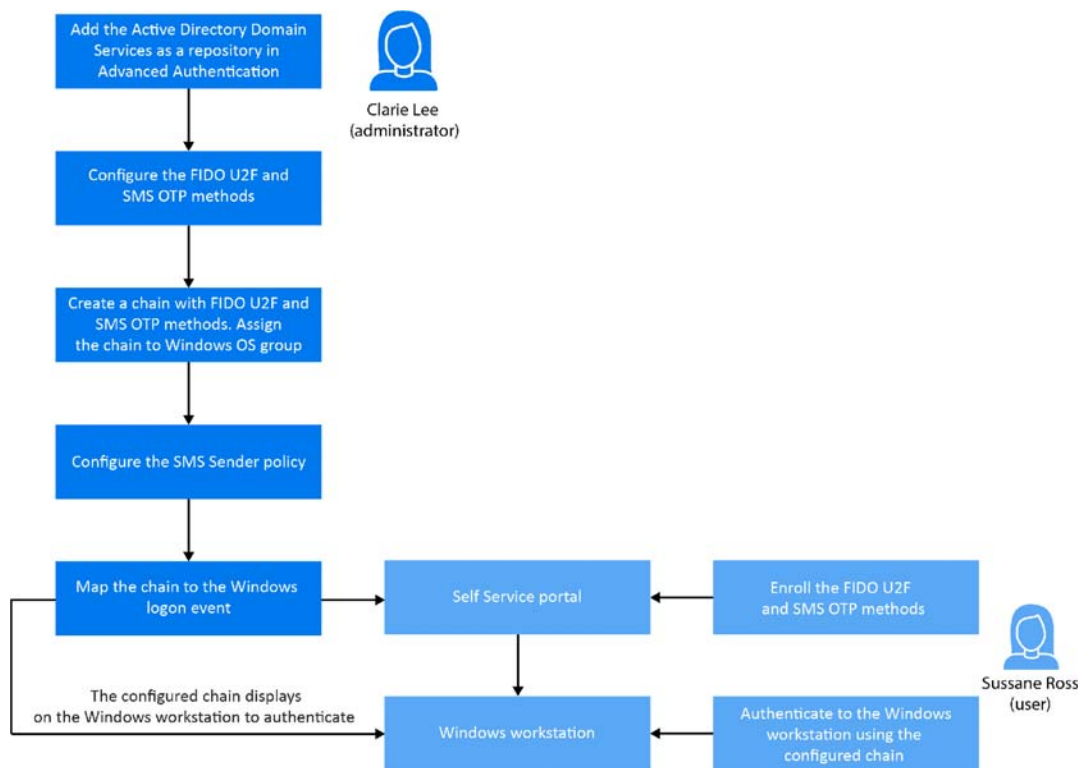 Add the Active Directory Domain
Services as a repository in
Advanced Authentication
Clarie Lee
(administrator)
Configure the FIDO U2F and
SMS OTP methods
Create a chain with FIDO U2F and
SMS OTP methods. Assign
the chain to Windows OS group
Configure the SMS Sender policy
Map the chain to the Windows
logon event
Self Service portal
Enroll the FIDO U2F
and SMS OTP methods
Sussane Ross
(user)
The configured chain displays
on the Windows workstation to authenticate
Windows workstation
Authenticate to the Windows
workstation using the
configured chain